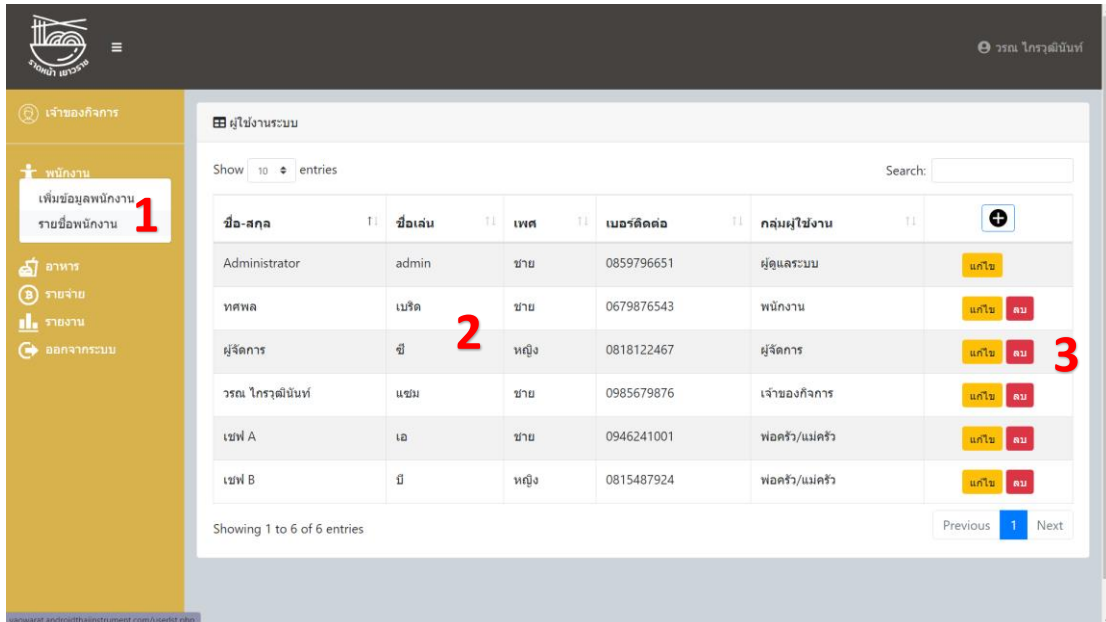 ราดหน้า เยาวราช
วรณ ไกรวุฒินันท์
เจ้าของกิจการ
ผู้ใช้งานระบบ
พนักงาน
Show 10 entries
Search:
เพิ่มข้อมูลพนักงาน
1
รายชื่อพนักงาน
ชื่อ-สกุล ชื่อเล่น เพศ เบอร์ติดต่อ กลุ่มผู้ใช้งาน
อาหาร
Administrator admin ชาย 0859796651 ผู้ดูแลระบบ แก้ไข
รายจ่าย
ทศพล เบริด ชาย 0679876543 พนักงาน แก้ไข ลบ
รายงาน
2
ออกจากระบบ
ผู้จัดการ ซี หญิง 0818122467 ผู้จัดการ แก้ไข ลบ
3
วรณ ไกรวุฒินันท์ แชม ชาย 0985679876 เจ้าของกิจการ แก้ไข ลบ
เชฟ A เอ ชาย 0946241001 พ่อครัว/แม่ครัว แก้ไข ลบ
เชฟ B บี หญิง 0815487924 พ่อครัว/แม่ครัว แก้ไข ลบ
Showing 1 to 6 of 6 entries
Previous 1 Next